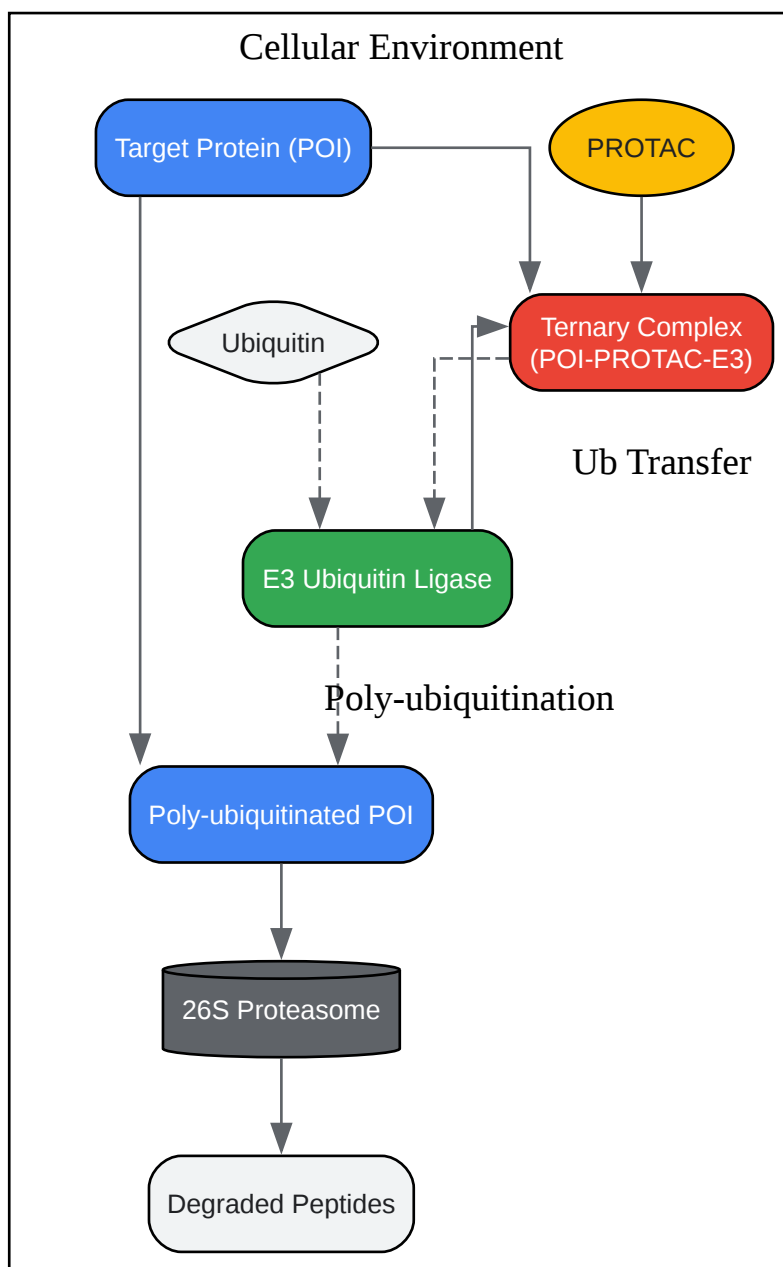 Cellular Environment
Target Protein (POI)
PROTAC
Ubiquitin
Ternary Complex
(POI-PROTAC-E3)
Ub Transfer
E3 Ubiquitin Ligase
Poly-ubiquitination
Poly-ubiquitinated POI
26S Proteasome
Degraded Peptides